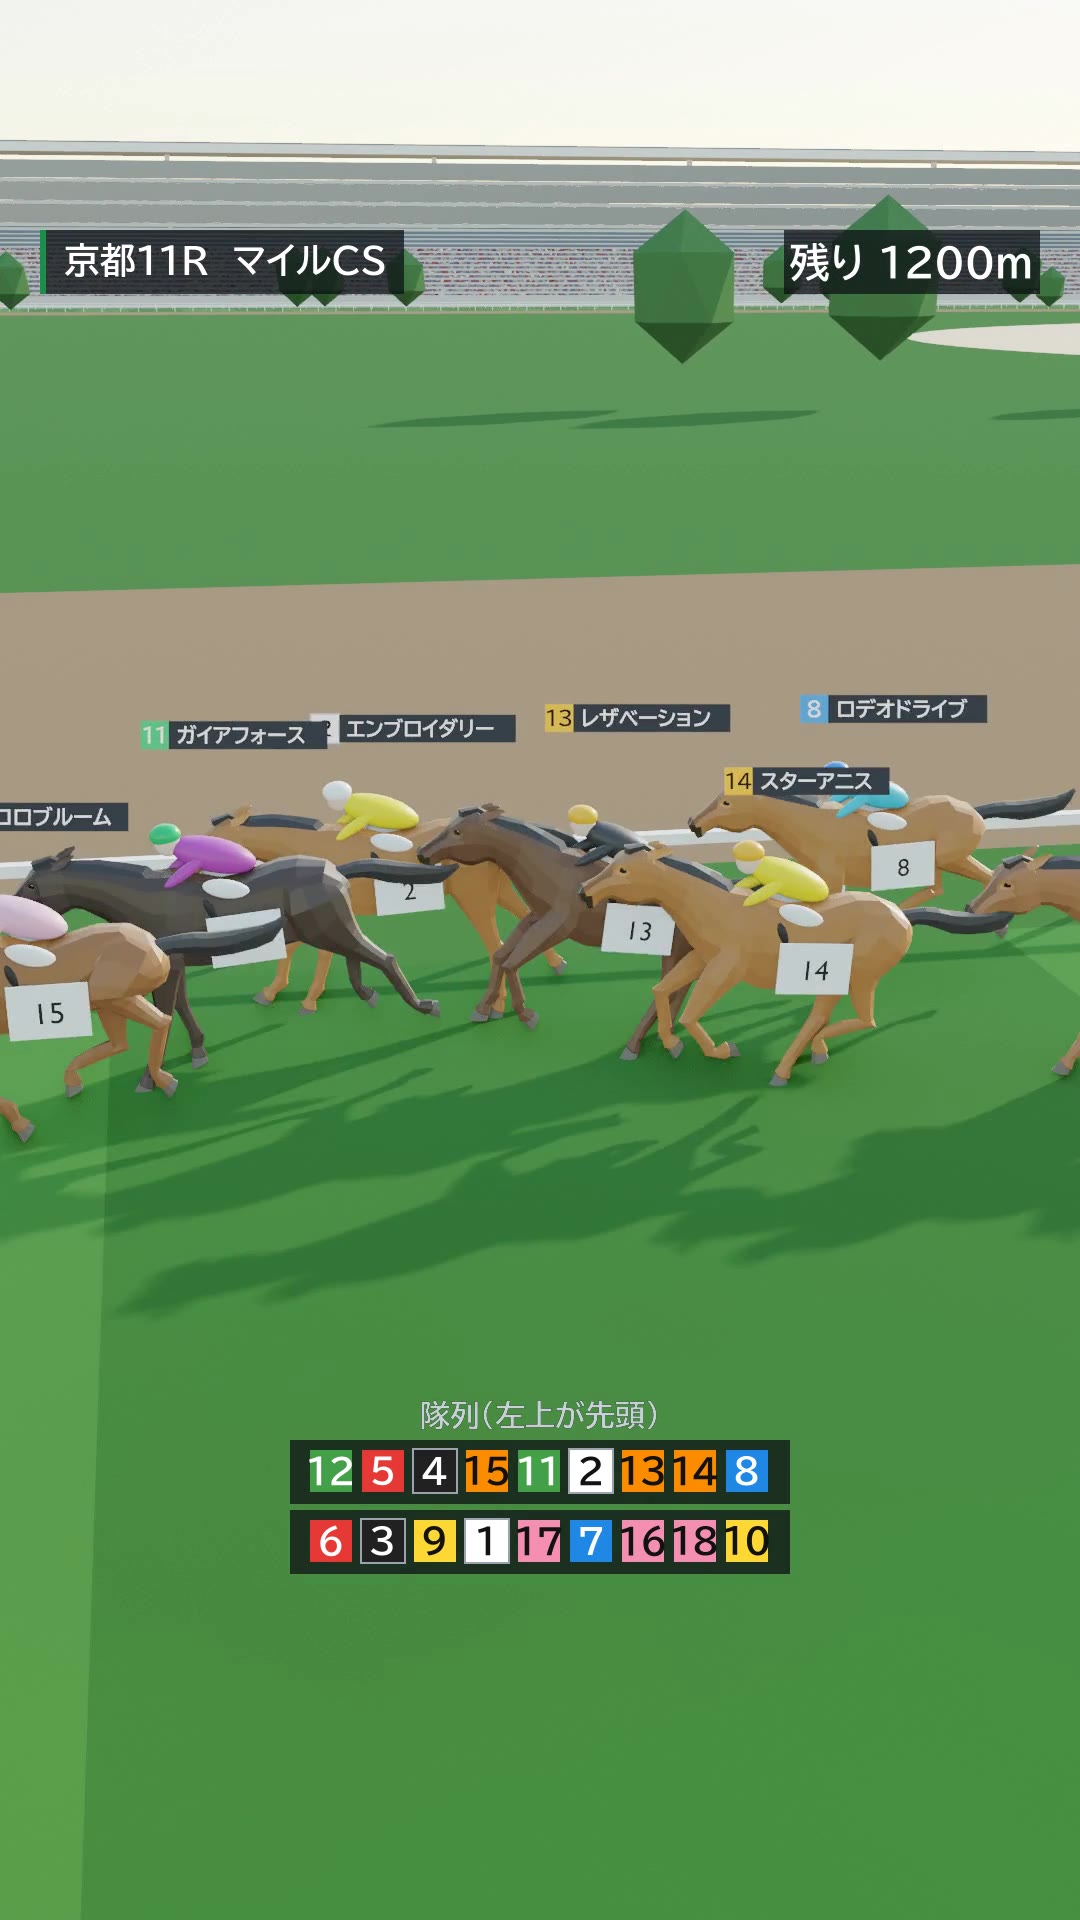 京都11R マイルCS
残り 1200m
8 ロデオドライブ
13 レザベーション
2 エンブロイダリー
11 ガイアフォース
14 スターアニス
コロブルーム
8
2
13
14
15
隊列(左上が先頭)
12 5 4 15 11 2 13 14 8
6 3 9 1 17 7 16 18 10